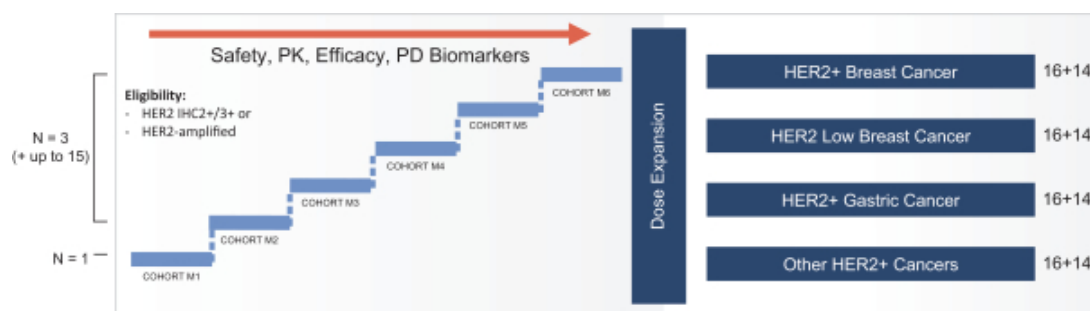 Safety, PK, Efficacy, PD Biomarkers
Eligibility:
- HER2 IHC2+/3+ or
- HER2-amplified
N = 3
(+ up to 15)
N = 1
COHORT M1
COHORT M2
COHORT M3
COHORT M4
COHORT M5
COHORT M6
Dose Expansion
HER2+ Breast Cancer
16+14
HER2 Low Breast Cancer
16+14
HER2+ Gastric Cancer
16+14
Other HER2+ Cancers
16+14